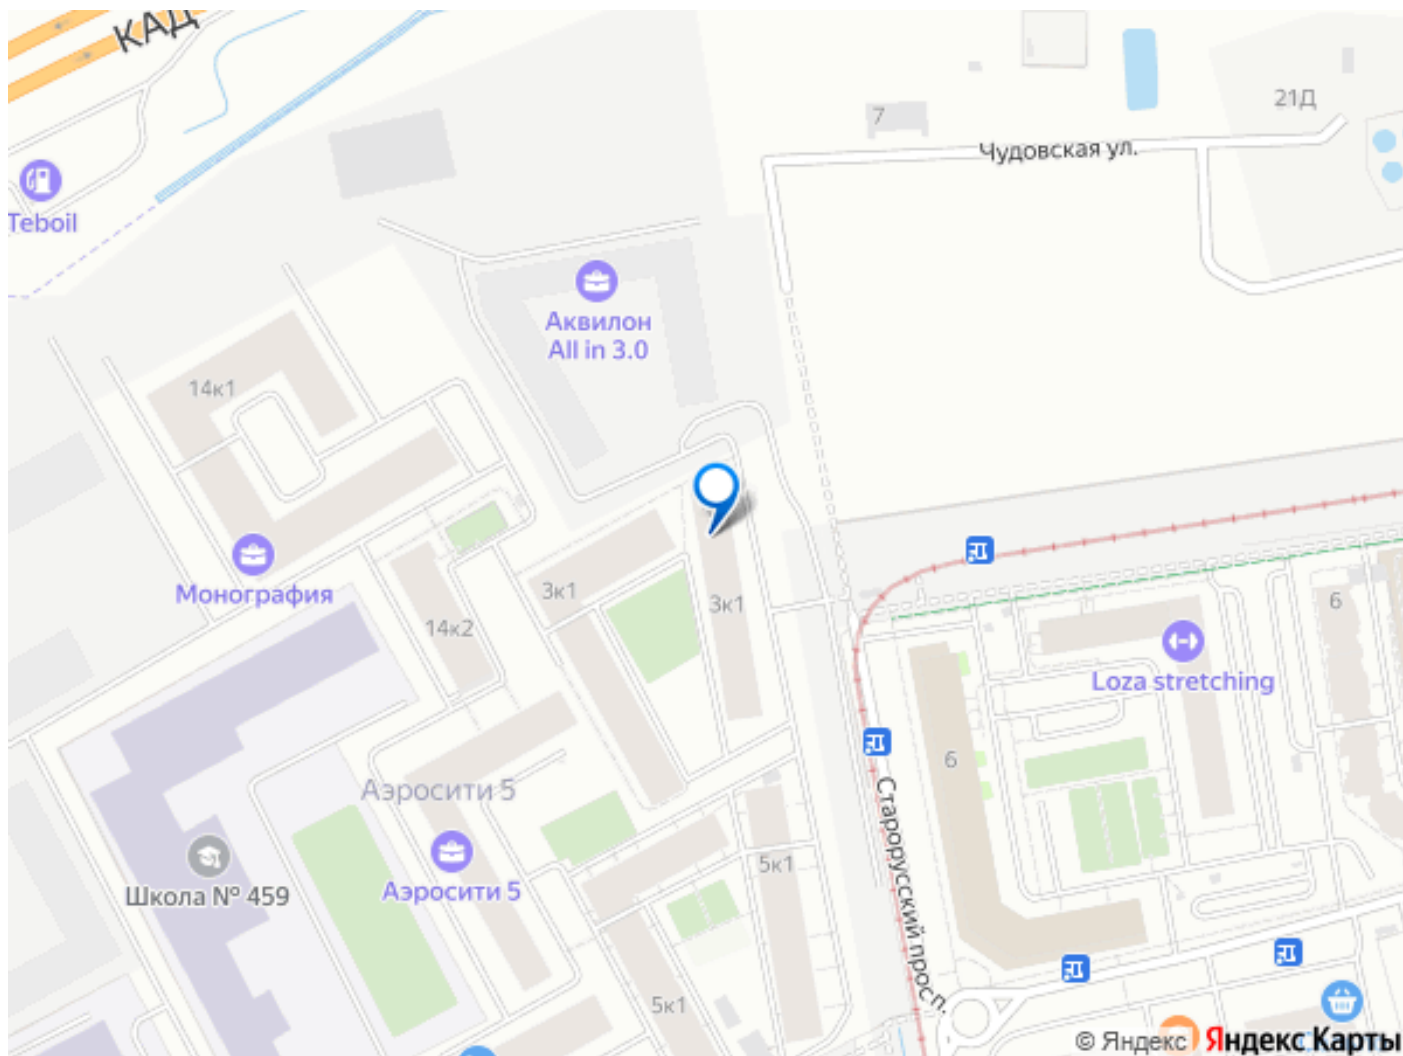 КАД
7
21Д
Чудовская ул.
Teboil
Аквилон
All in 3.0
14к1
Монография
3к1
3к1
14к2
6
Loza stretching
6
Аэросити 5
Старорусский просп.
Школа № 459
Аэросити 5
5к1
5к1
© Яндекс Яндекс Карты